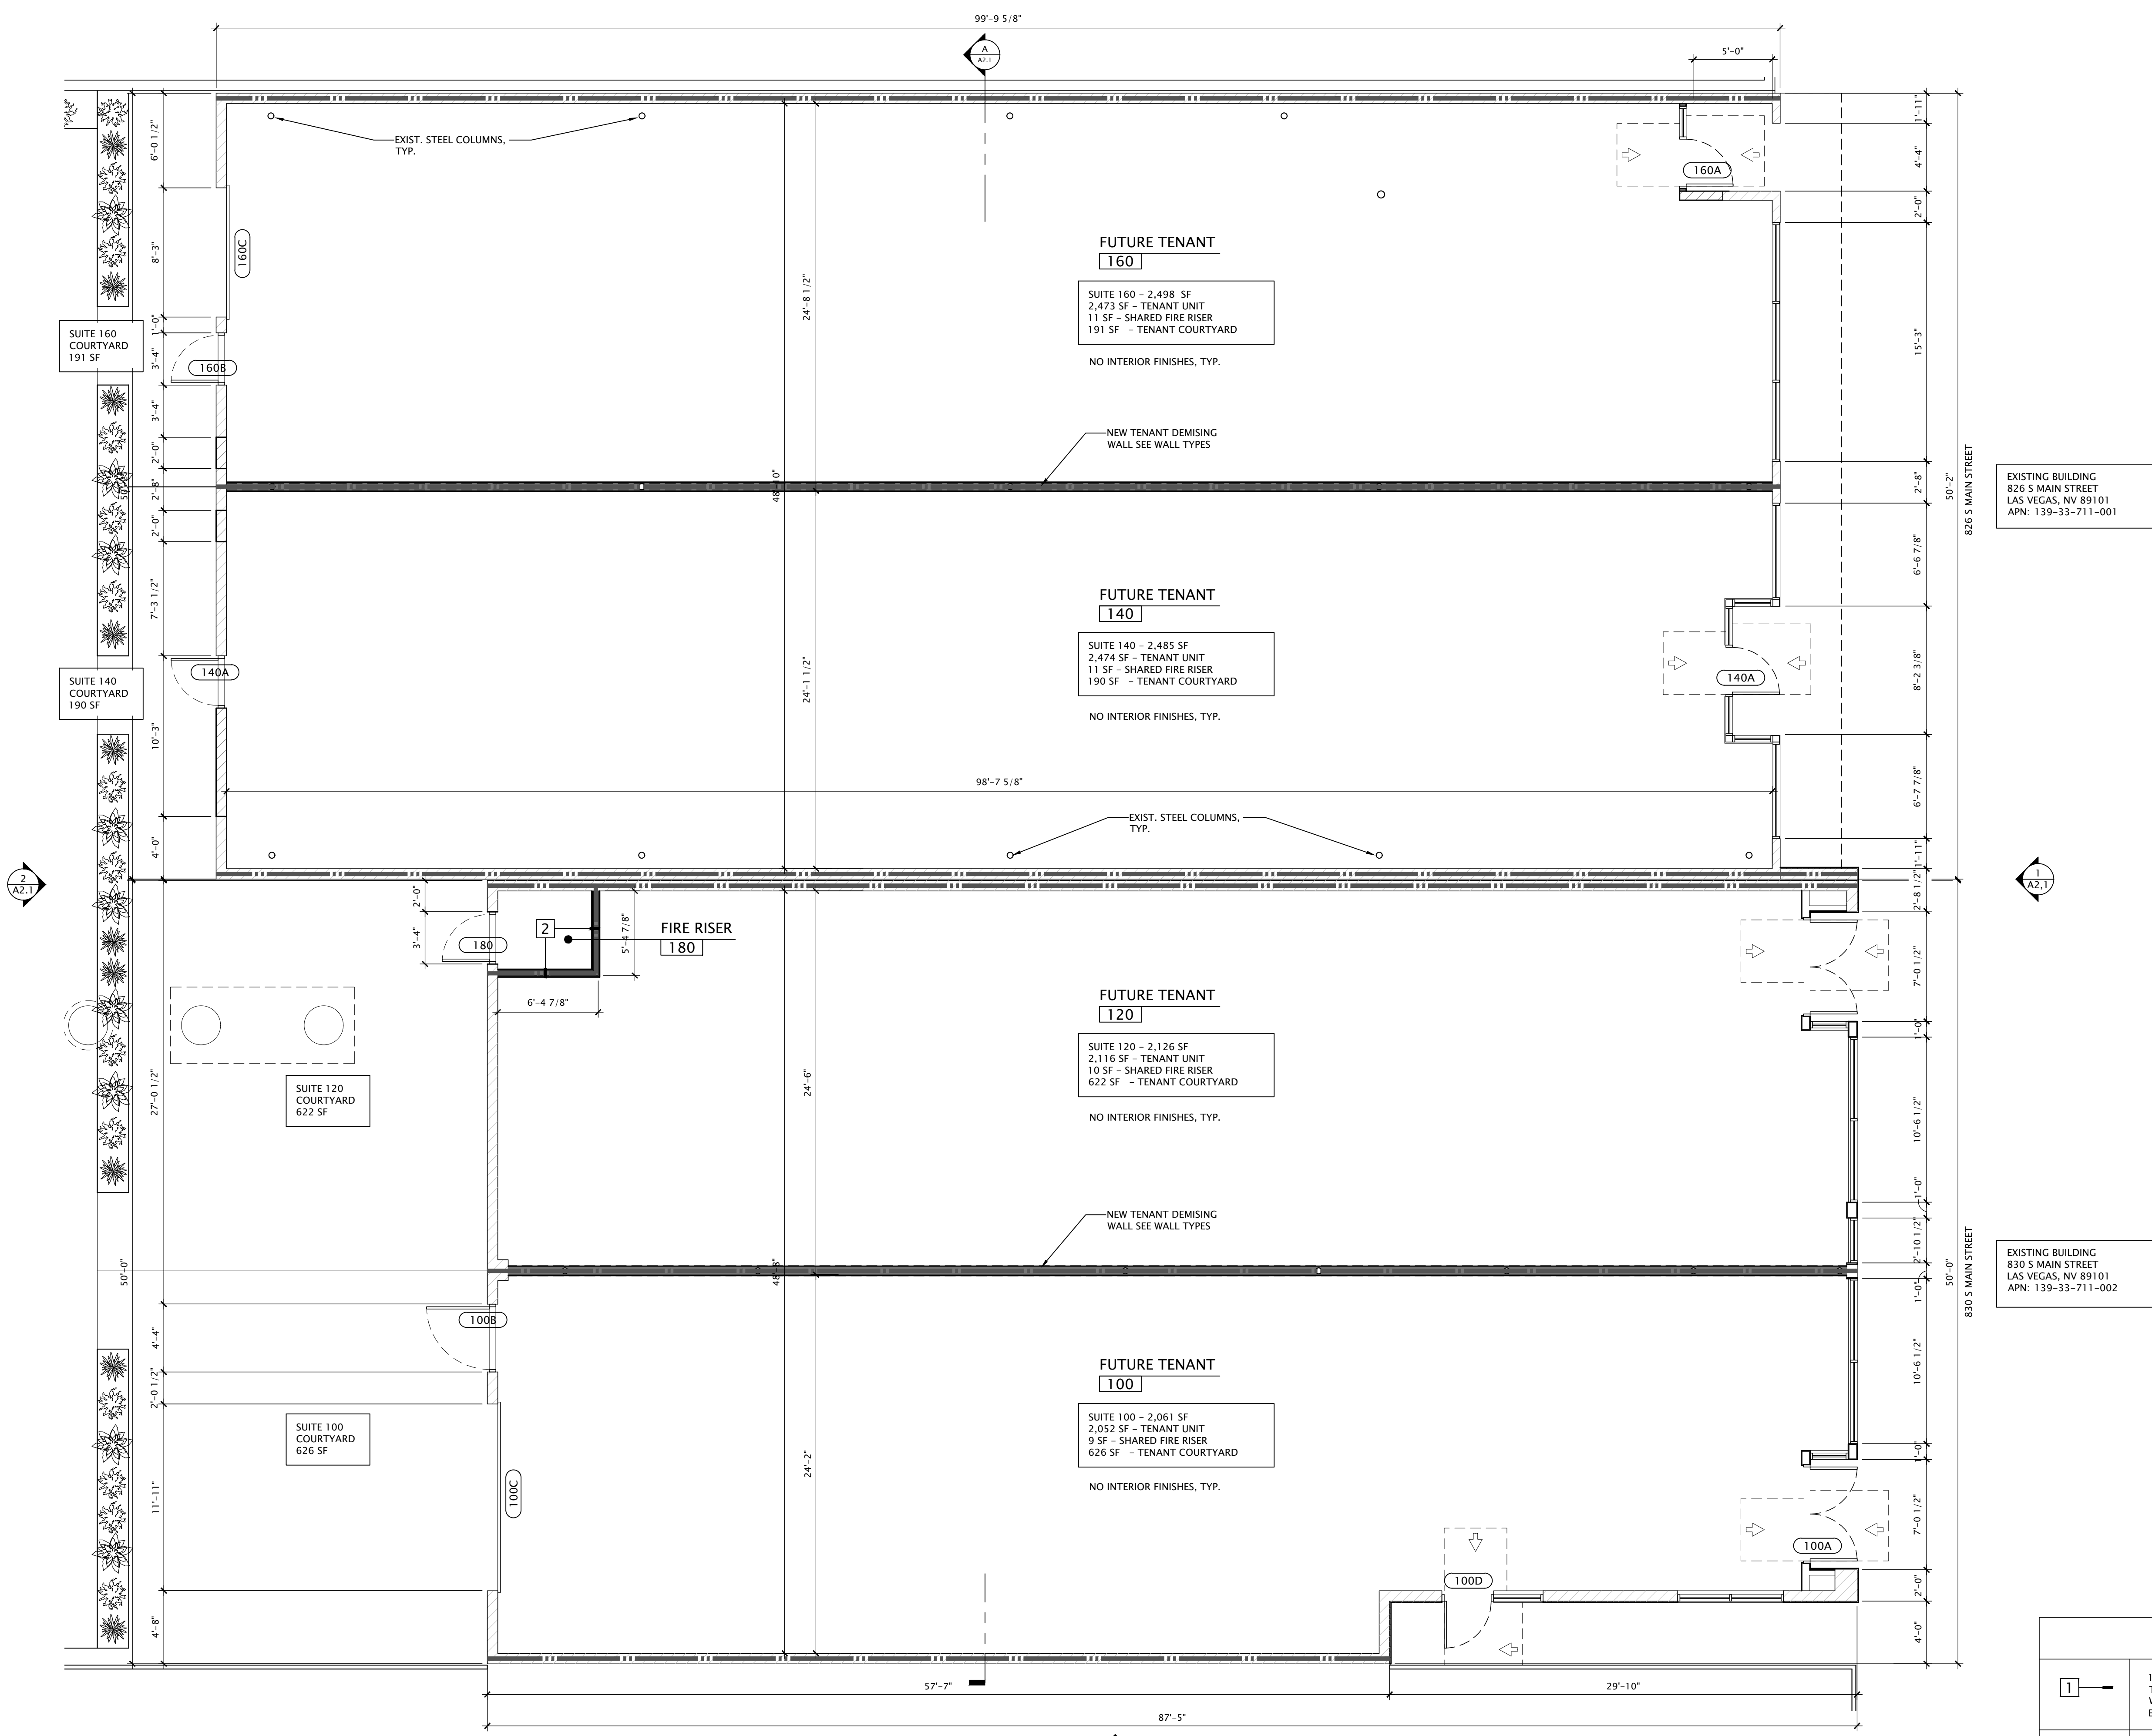 99'-9 5/8"
A
A2.1
5'-0"
EXIST. STEEL COLUMNS,
TYP.
6'-0 1/2"
8'-3"
1'-0"
3'-4"
3'-4"
2'-0"
2'-8"
2'-0"
7'-3 1/2"
10'-3"
4'-0"
160C
160B
SUITE 160
COURTYARD
191 SF
160A
1'-11"
4'-4"
2'-0"
15'-3"
2'-8"
6'-6 7/8"
8'-2 3/8"
6'-7 7/8"
1'-11"
24'-8 1/2"
48'-10"
FUTURE TENANT
160
SUITE 160 - 2,498 SF
2,473 SF - TENANT UNIT
11 SF - SHARED FIRE RISER
191 SF - TENANT COURTYARD
NO INTERIOR FINISHES, TYP.
NEW TENANT DEMISING
WALL SEE WALL TYPES
50'-2"
826 S MAIN STREET
EXISTING BUILDING
826 S MAIN STREET
LAS VEGAS, NV 89101
APN: 139-33-711-001
FUTURE TENANT
140
SUITE 140 - 2,485 SF
2,474 SF - TENANT UNIT
11 SF - SHARED FIRE RISER
190 SF - TENANT COURTYARD
NO INTERIOR FINISHES, TYP.
24'-1 1/2"
140A
SUITE 140
COURTYARD
190 SF
140A
98'-7 5/8"
EXIST. STEEL COLUMNS,
TYP.
2
A2.1
1
A2.1
2'-0"
3'-4"
180
2
5'-4 7/8"
FIRE RISER
180
6'-4 7/8"
2'-8 1/2"
7'-0 1/2"
1'-0"
10'-6 1/2"
1'-0"
2'-10 1/2"
1'-0"
10'-6 1/2"
1'-0"
7'-0 1/2"
2'-0"
4'-0"
FUTURE TENANT
120
SUITE 120 - 2,126 SF
2,116 SF - TENANT UNIT
10 SF - SHARED FIRE RISER
622 SF - TENANT COURTYARD
NO INTERIOR FINISHES, TYP.
24'-6"
27'-0 1/2"
SUITE 120
COURTYARD
622 SF
NEW TENANT DEMISING
WALL SEE WALL TYPES
50'-0"
48'-8"
50'-0"
830 S MAIN STREET
EXISTING BUILDING
830 S MAIN STREET
LAS VEGAS, NV 89101
APN: 139-33-711-002
100B
4'-4"
2'-0 1/2"
11'-11"
4'-8"
FUTURE TENANT
100
SUITE 100 - 2,061 SF
2,052 SF - TENANT UNIT
9 SF - SHARED FIRE RISER
626 SF - TENANT COURTYARD
NO INTERIOR FINISHES, TYP.
24'-2"
SUITE 100
COURTYARD
626 SF
100C
100A
100D
57'-7"
29'-10"
87'-5"
1